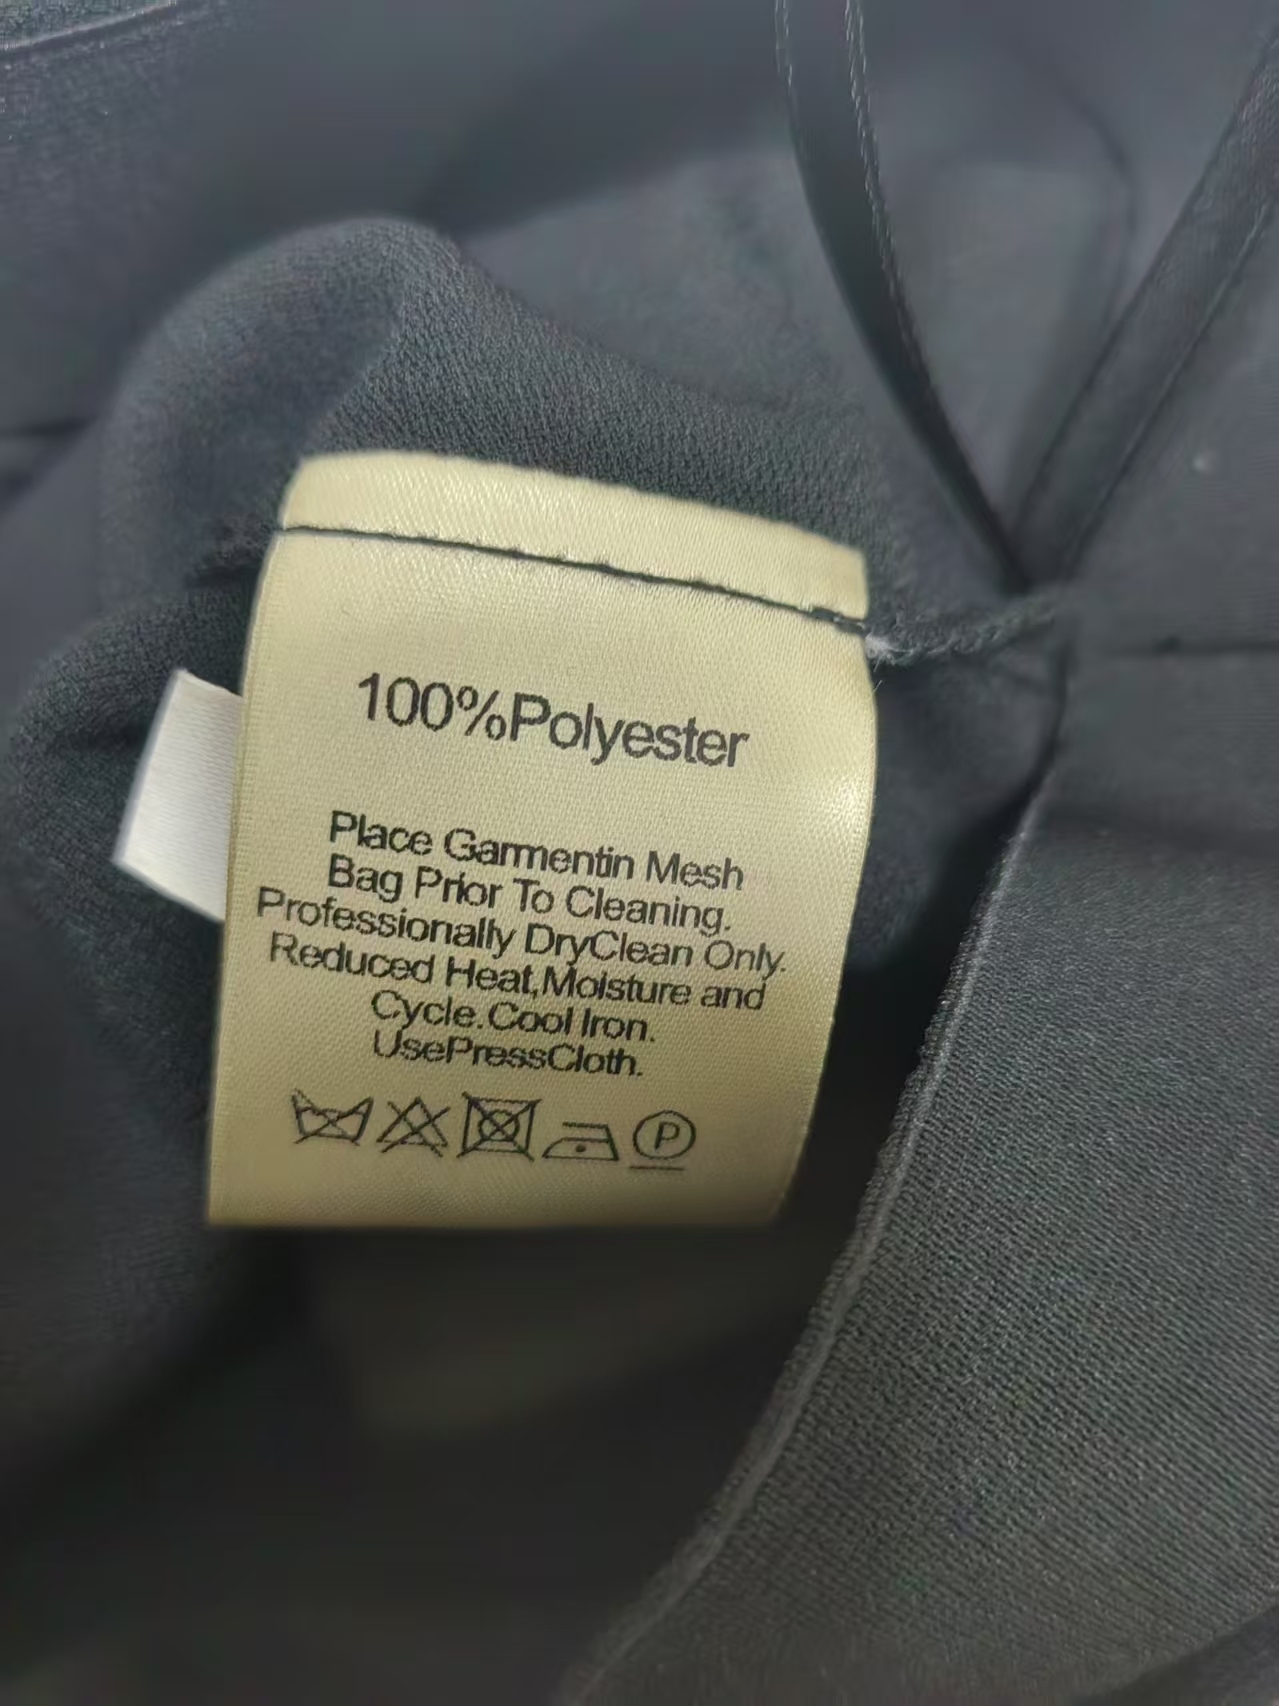 100%Polyester
Place Garmentin Mesh
Bag Prior To Cleaning.
Professionally DryClean Only.
Reduced Heat,Moisture and
Cycle.Cool Iron.
UsePressCloth.
P